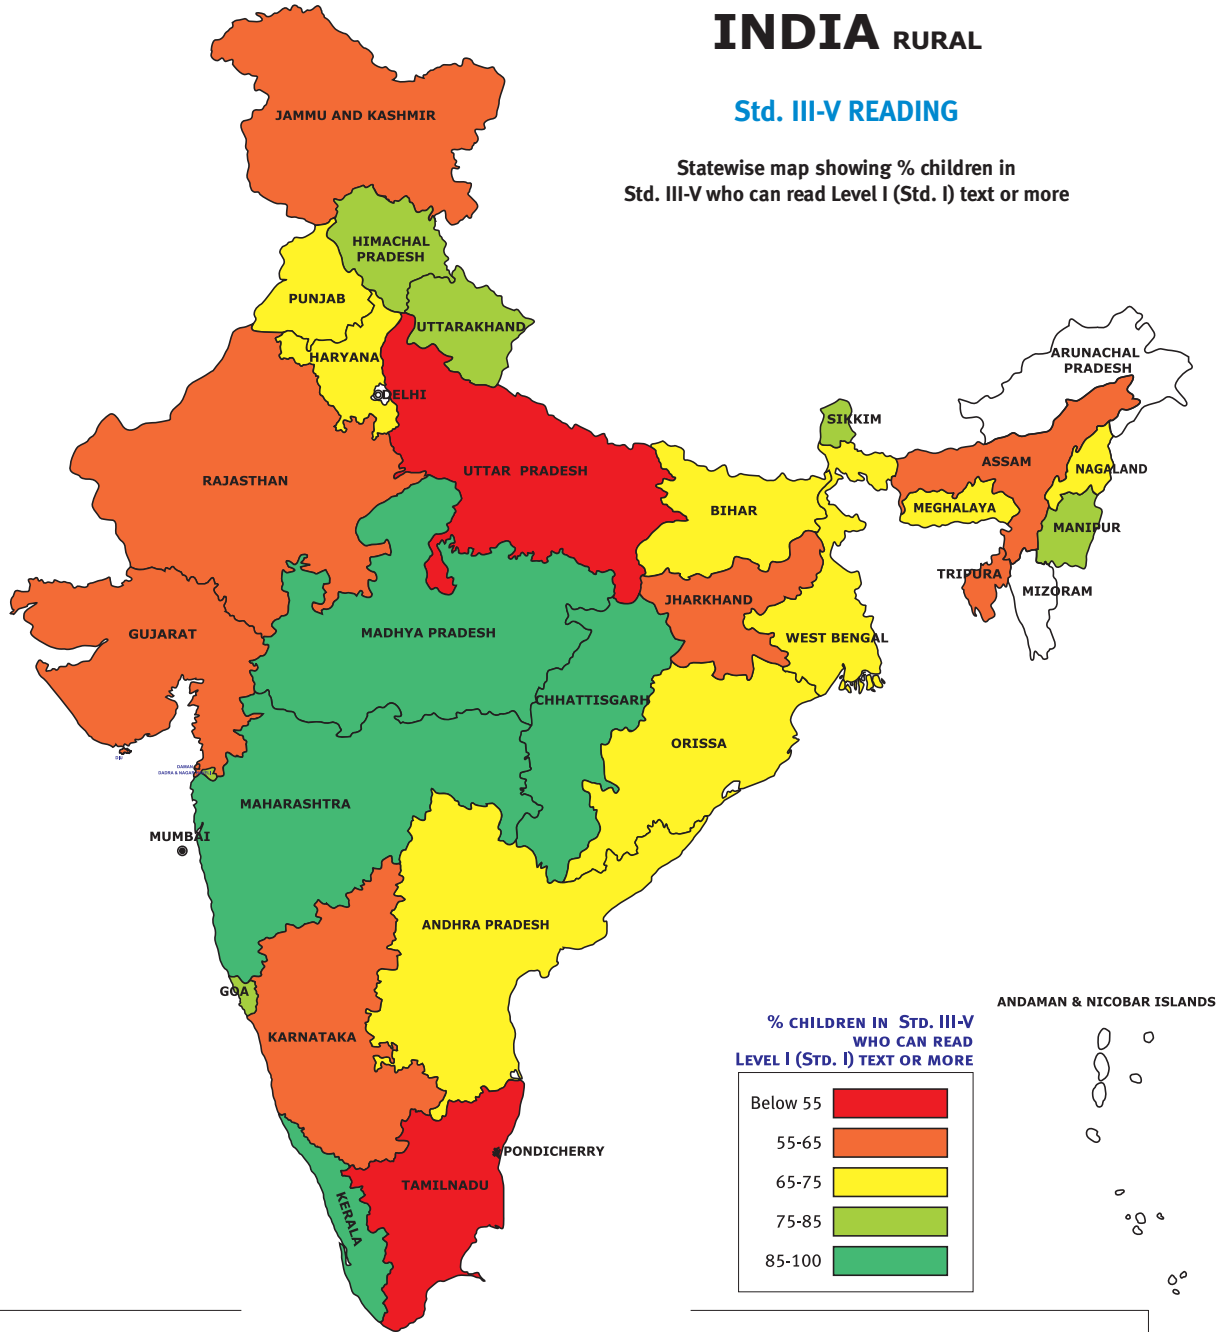 INDIA RURAL
Std. III-V READING
Statewise map showing % children in
Std. III-V who can read Level I (Std. I) text or more
JAMMU AND KASHMIR
HIMACHAL
PRADESH
PUNJAB
UTTARAKHAND
HARYANA
DELHI
ARUNACHAL
PRADESH
SIKKIM
RAJASTHAN
UTTAR PRADESH
BIHAR
ASSAM
NAGALAND
MEGHALAYA
MANIPUR
TRIPURA
MIZORAM
JHARKHAND
GUJARAT
MADHYA PRADESH
WEST BENGAL
CHHATTISGARH
ORISSA
DIU
DAMAN
DADRA & NAGAR
MAHARASHTRA
MUMBAI
ANDHRA PRADESH
GOA
KARNATAKA
ANDAMAN & NICOBAR ISLANDS
PONDICHERRY
TAMILNADU
KERALA
% CHILDREN IN STD. III-V
WHO CAN READ
LEVEL I (STD. I) TEXT OR MORE
Below 55
55-65
65-75
75-85
85-100